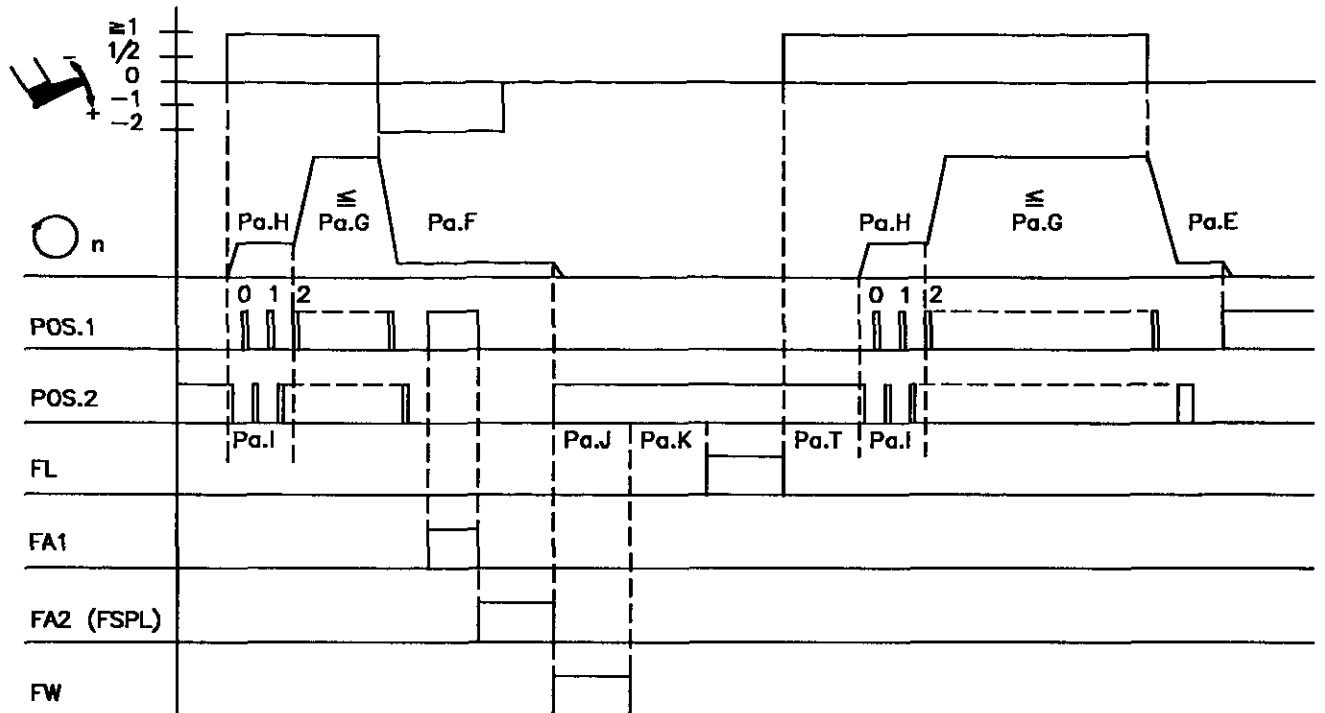 ≧1
1/2
0
-1
-2
-
+
Pa.H
≦
Pa.G
Pa.F
Pa.H
≦
Pa.G
Pa.E
n
0 1 2
0 1 2
POS.1
POS.2
Pa.I
Pa.J
Pa.K
Pa.T
Pa.I
FL
FA1
FA2 (FSPL)
FW